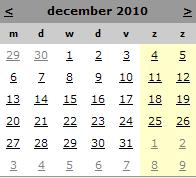 < december 2010 >
m d w d v z z
29 30 1 2 3 4 5
6 7 8 9 10 11 12
13 14 15 16 17 18 19
20 21 22 23 24 25 26
27 28 29 30 31 1 2
3 4 5 6 7 8 9